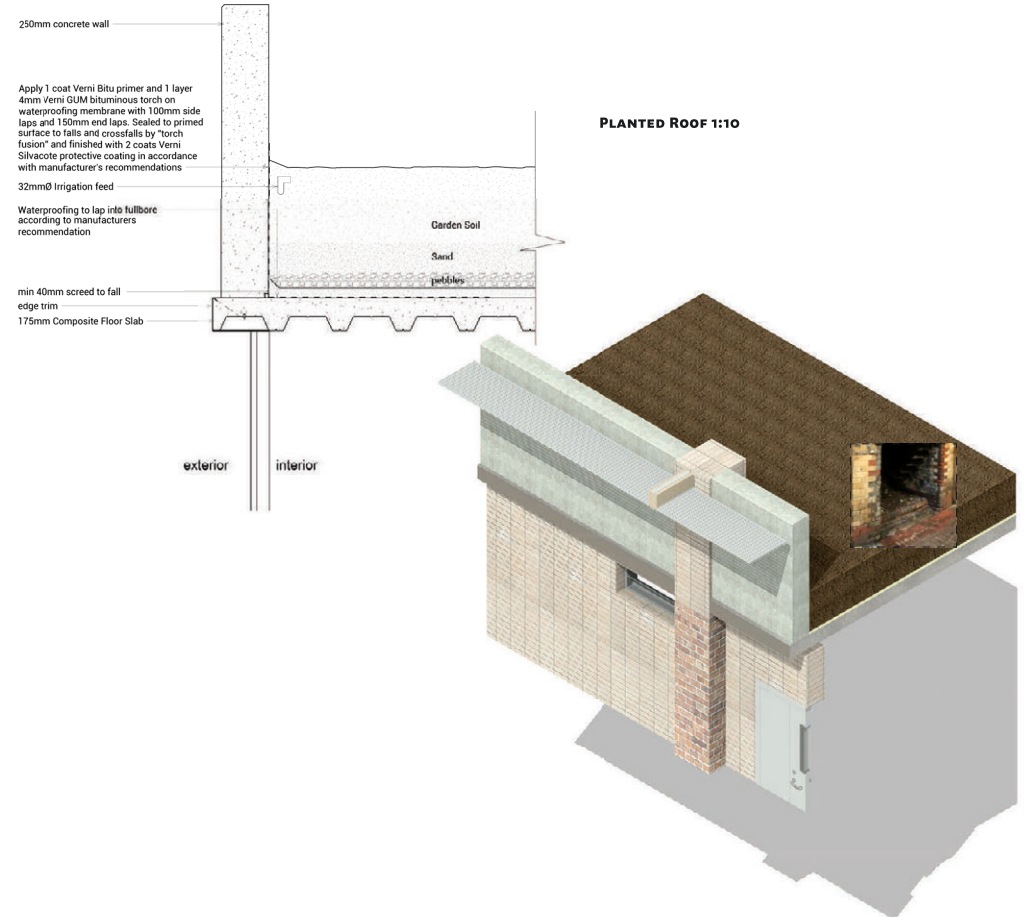 250mm concrete wall
Apply 1 coat Verni Bitu primer and 1 layer
4mm Verni GUM bituminous torch on
waterproofing membrane with 100mm side
laps and 150mm end laps. Sealed to primed
surface to falls and crossfalls by "torch
fusion" and finished with 2 coats Verni
Silvacote protective coating in accordance
with manufacturer's recommendations
PLANTED ROOF 1:10
32mmØ Irrigation feed
Waterproofing to lap into fullbore
according to manufacturers
recommendation
Garden Soil
Sand
pebbles
min 40mm screed to fall
edge trim
175mm Composite Floor Slab
exterior
interior